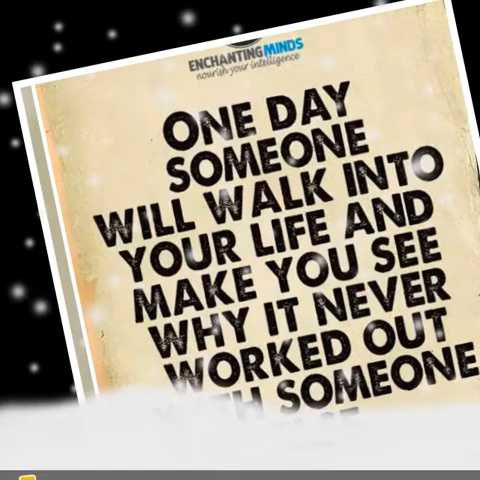 ENCHANTING MINDS
nourish your intelligence
ONE DAY
SOMEONE
WILL WALK INTO
YOUR LIFE AND
MAKE YOU SEE
WHY IT NEVER
WORKED OUT
SOMEONE